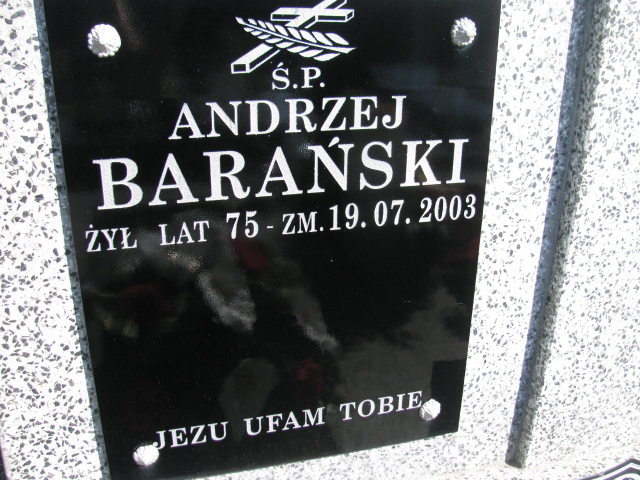 Ś.P.
ANDRZEJ
BARAŃSKI
ŻYŁ LAT 75 - ZM. 19.07.2003
JEZU UFAM TOBIE